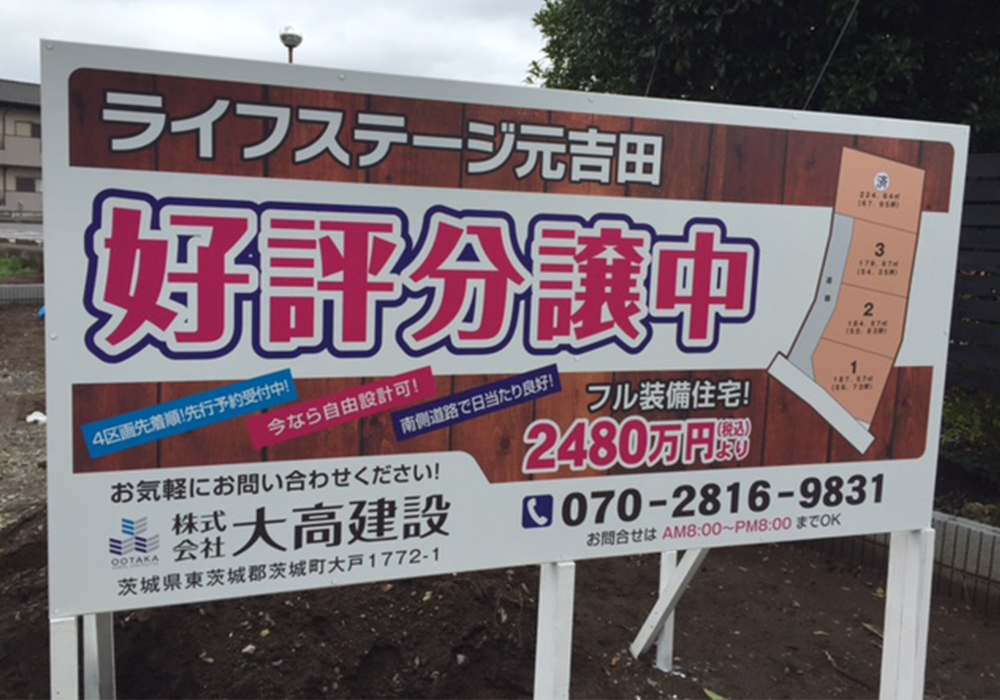 ライフステージ元吉田
好評分譲中
4区画先着順!先行予約受付中!
今なら自由設計可!
南側道路で日当たり良好!
フル装備住宅!
2480万円(税込)より
済
224.64㎡
(67.95坪)
3
179.67㎡
(54.35坪)
2
184.57㎡
(55.83坪)
1
187.57㎡
(56.73坪)
道路
お気軽にお問い合わせください!
OOTAKA
株式会社 大高建設
茨城県東茨城郡茨城町大戸1772-1
070-2816-9831
お問合せは AM8:00〜PM8:00 までOK